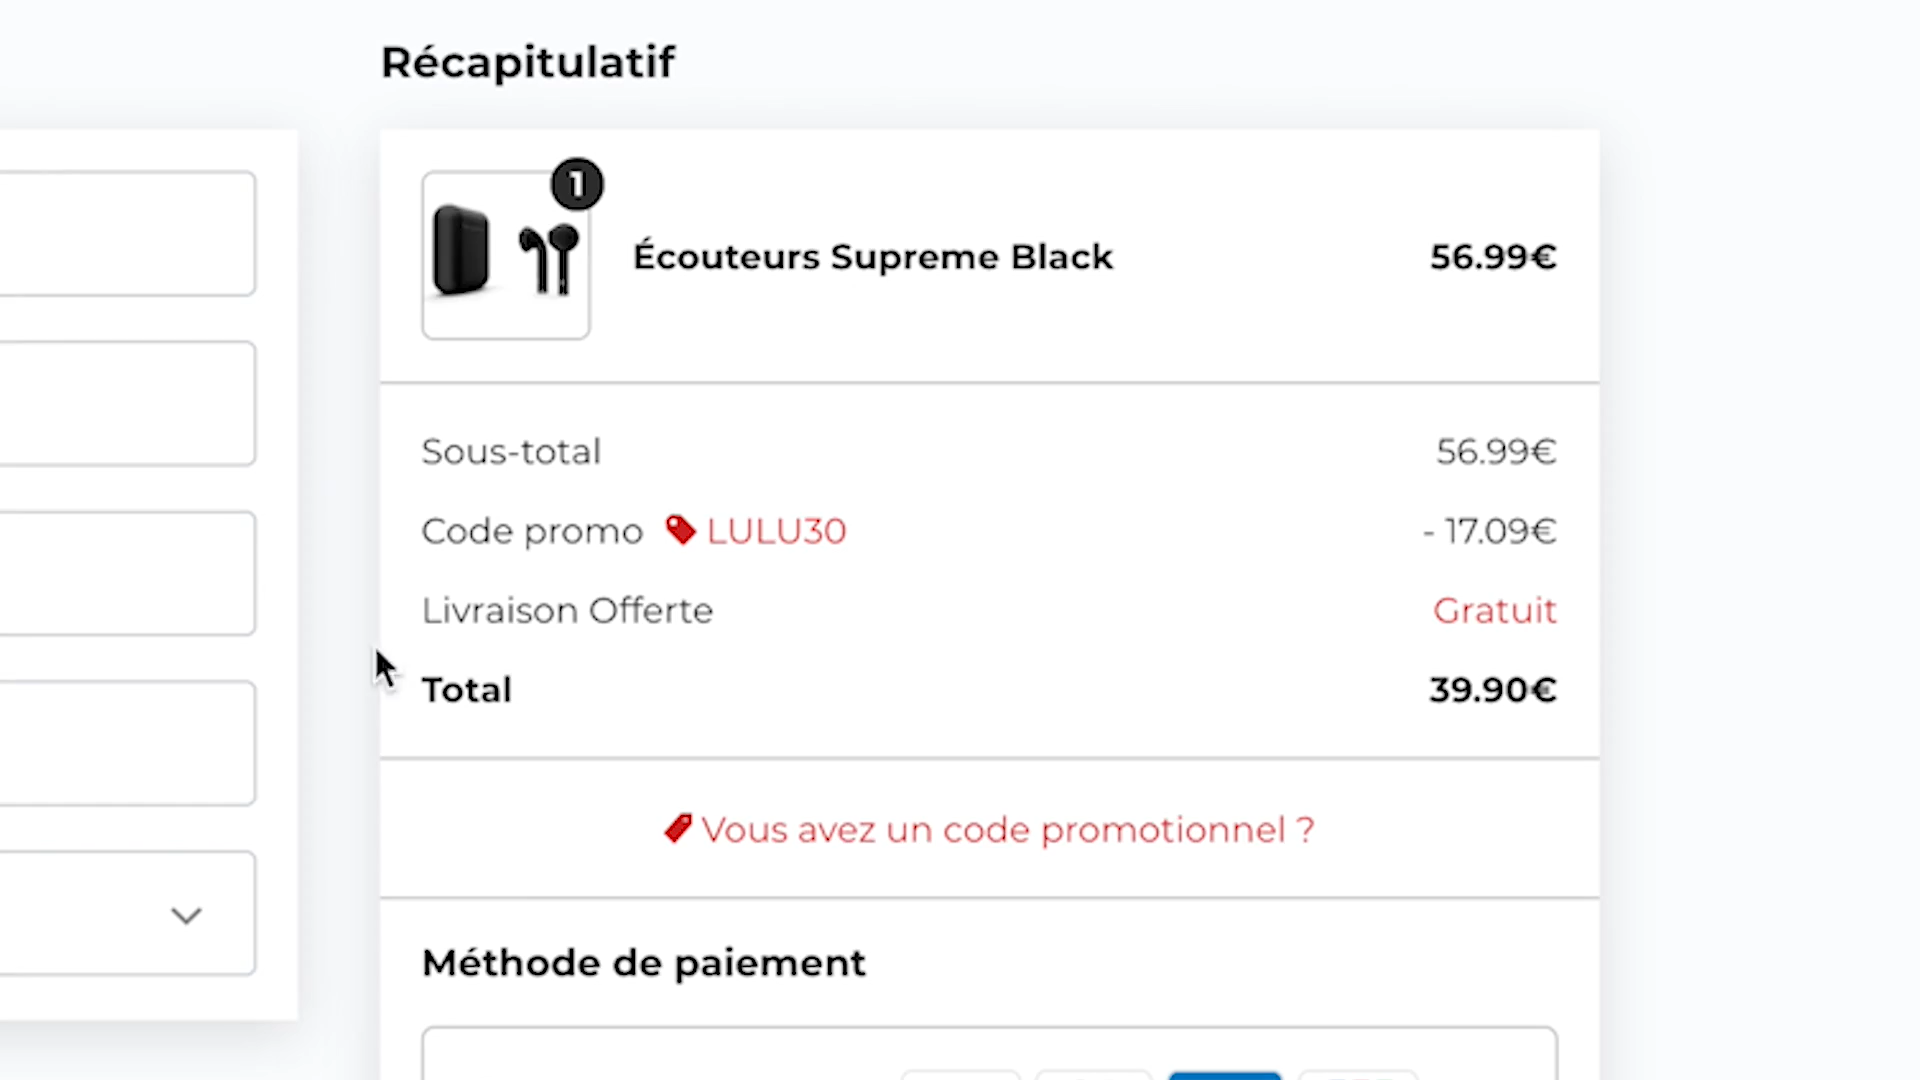 Récapitulatif
1
Écouteurs Supreme Black 56.99€
Sous-total 56.99€
Code promo LULU30 - 17.09€
Livraison Offerte Gratuit
Total 39.90€
Vous avez un code promotionnel ?
Méthode de paiement